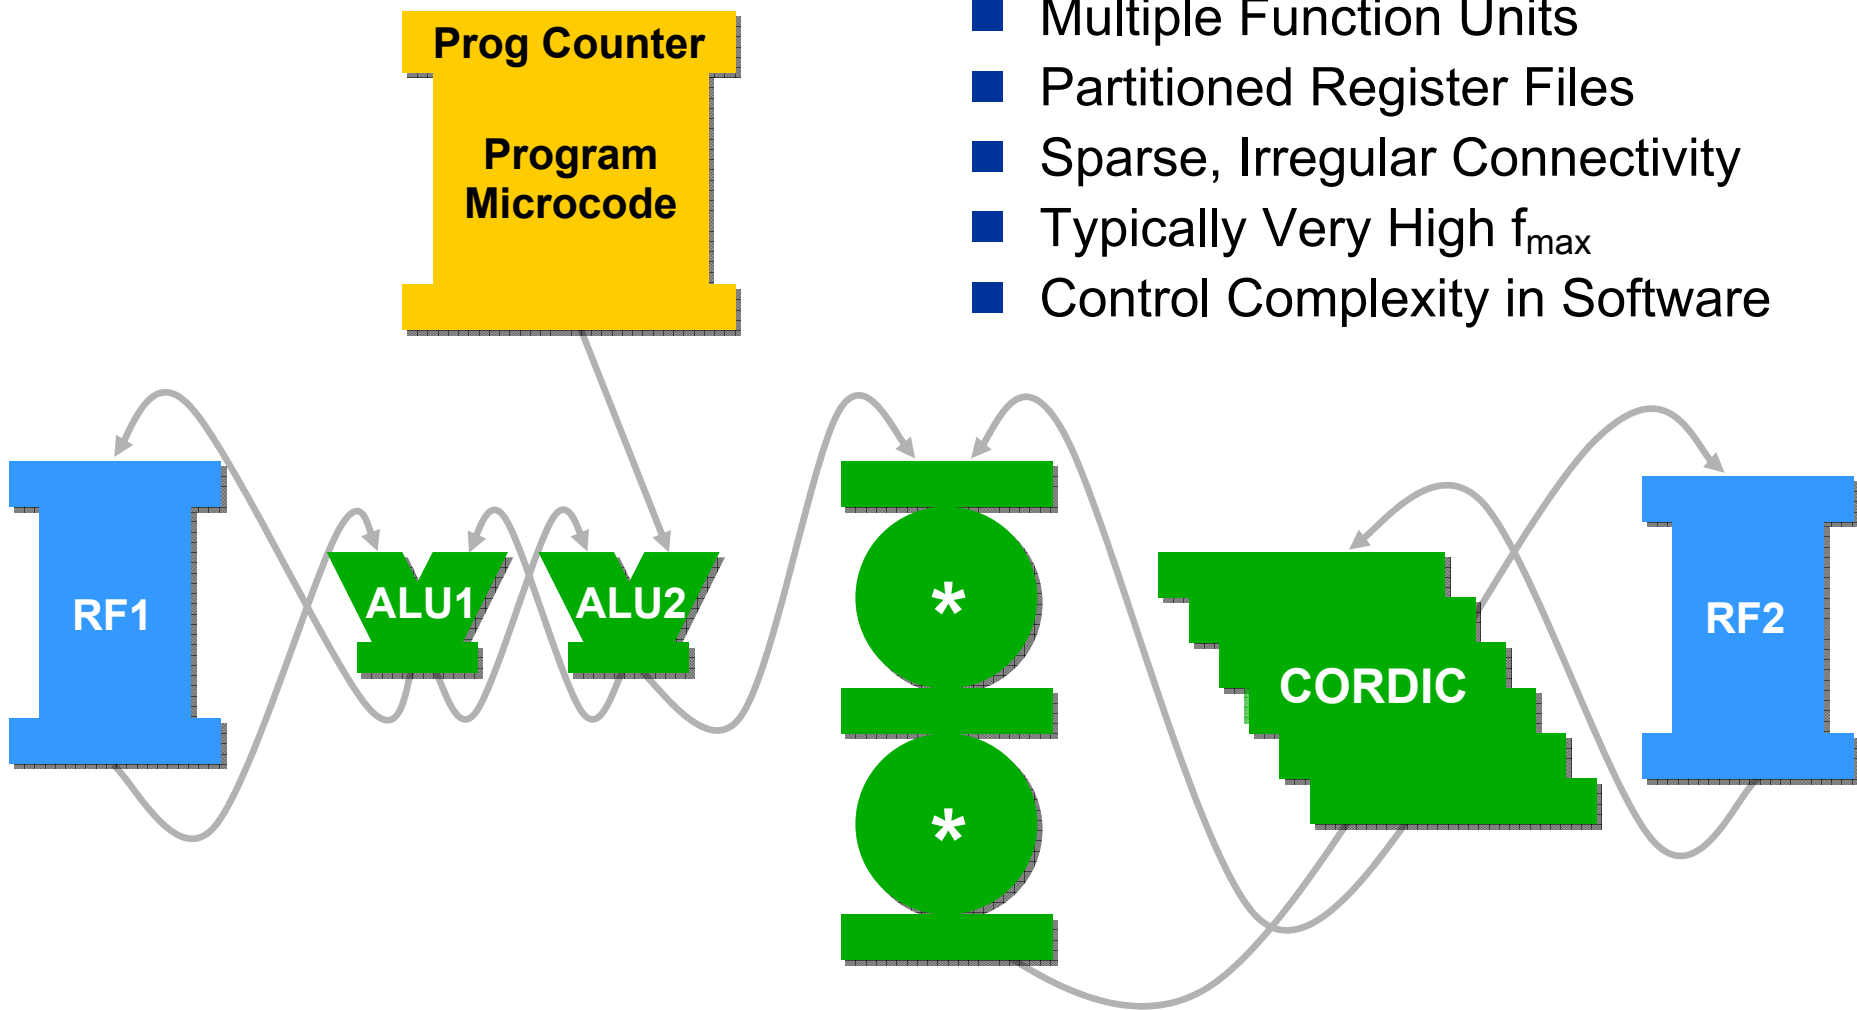 Prog Counter
Program
Microcode
Multiple Function Units
Partitioned Register Files
Sparse, Irregular Connectivity
Typically Very High fmax
Control Complexity in Software
RF1
ALU1
ALU2
*
*
CORDIC
RF2